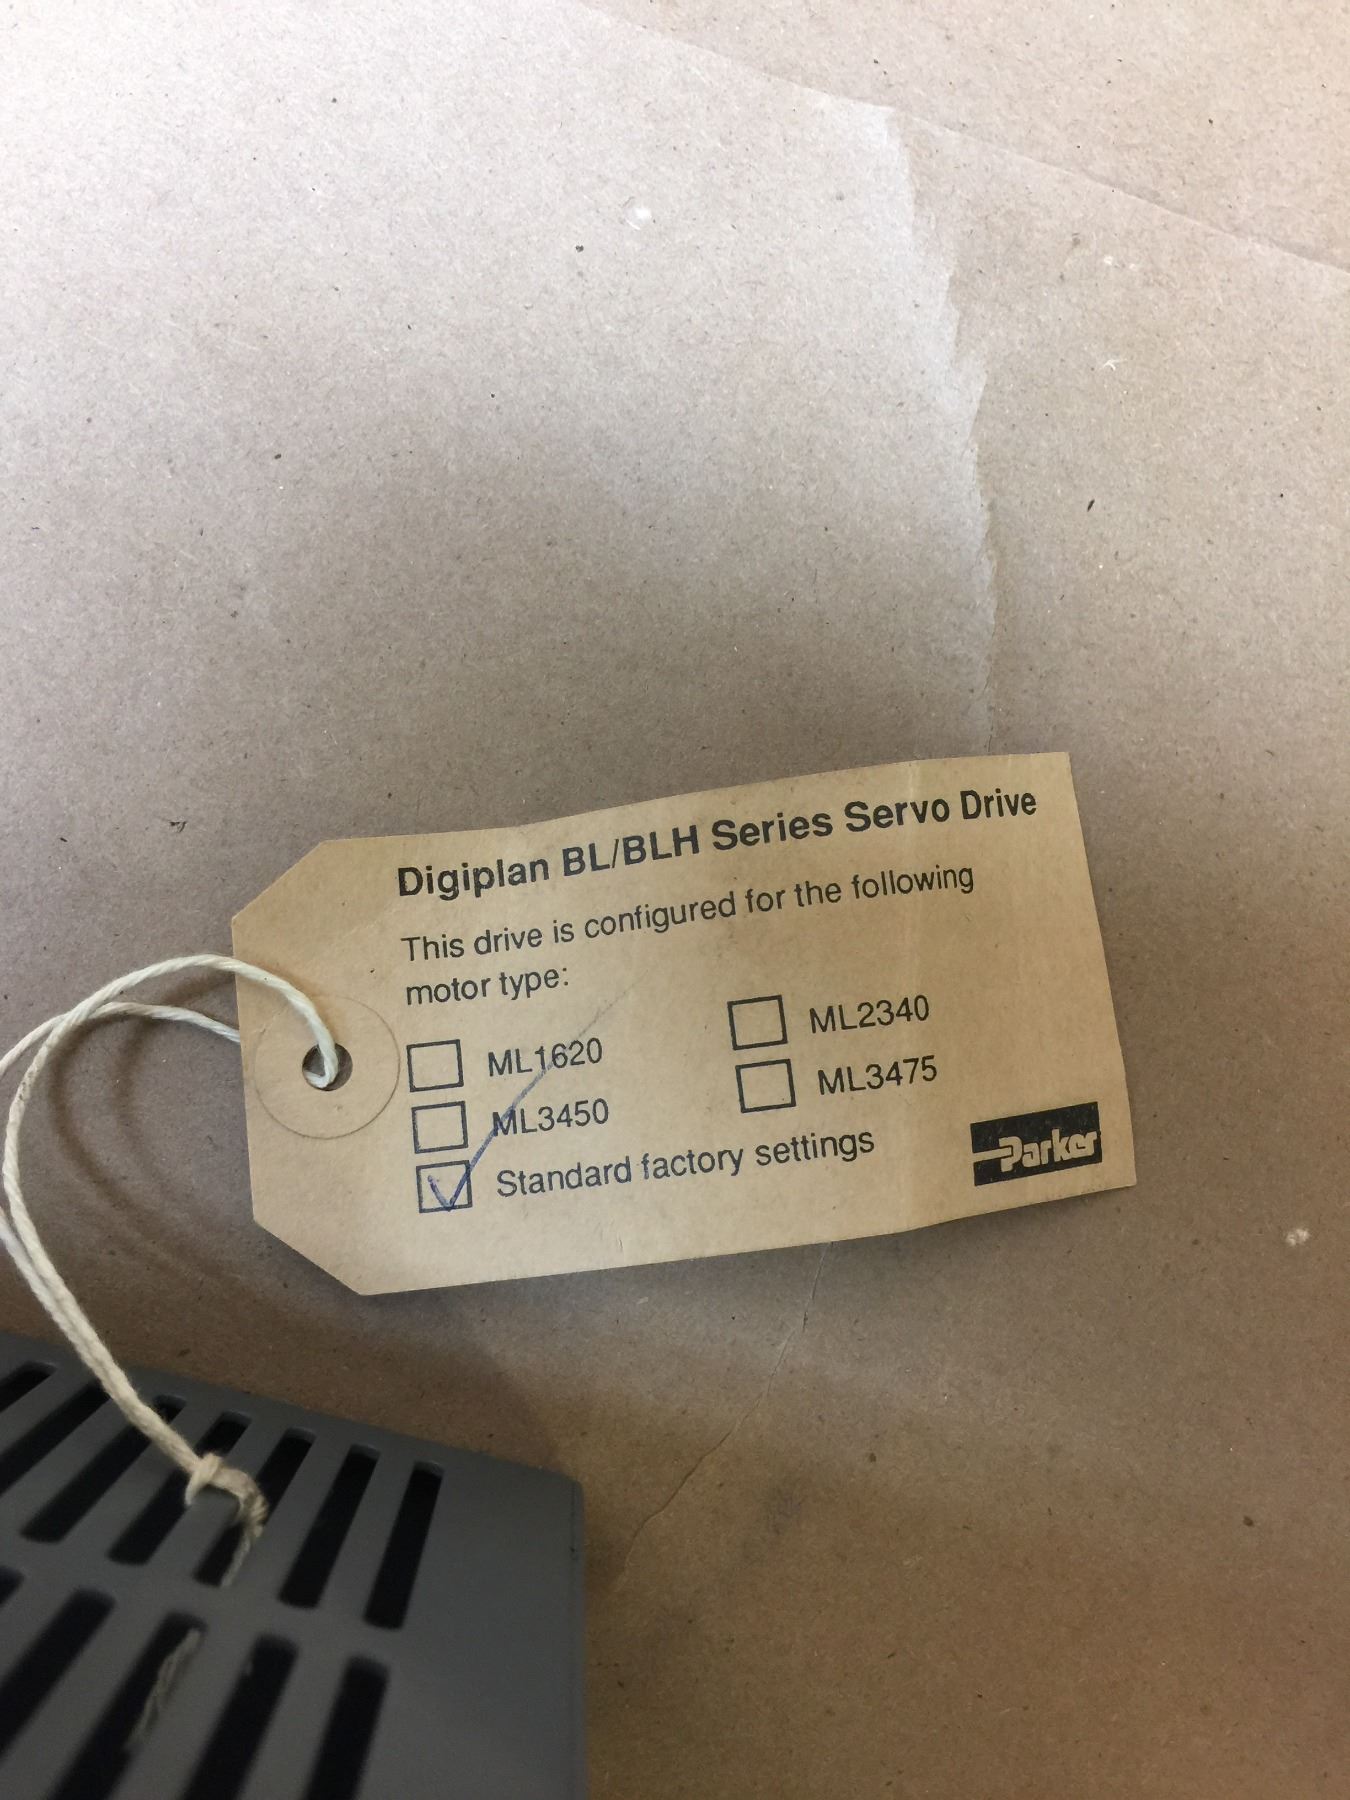 Digiplan BL/BLH Series Servo Drive
This drive is configured for the following
motor type:
ML1620 ML2340
ML3450 ML3475
Standard factory settings
Parker